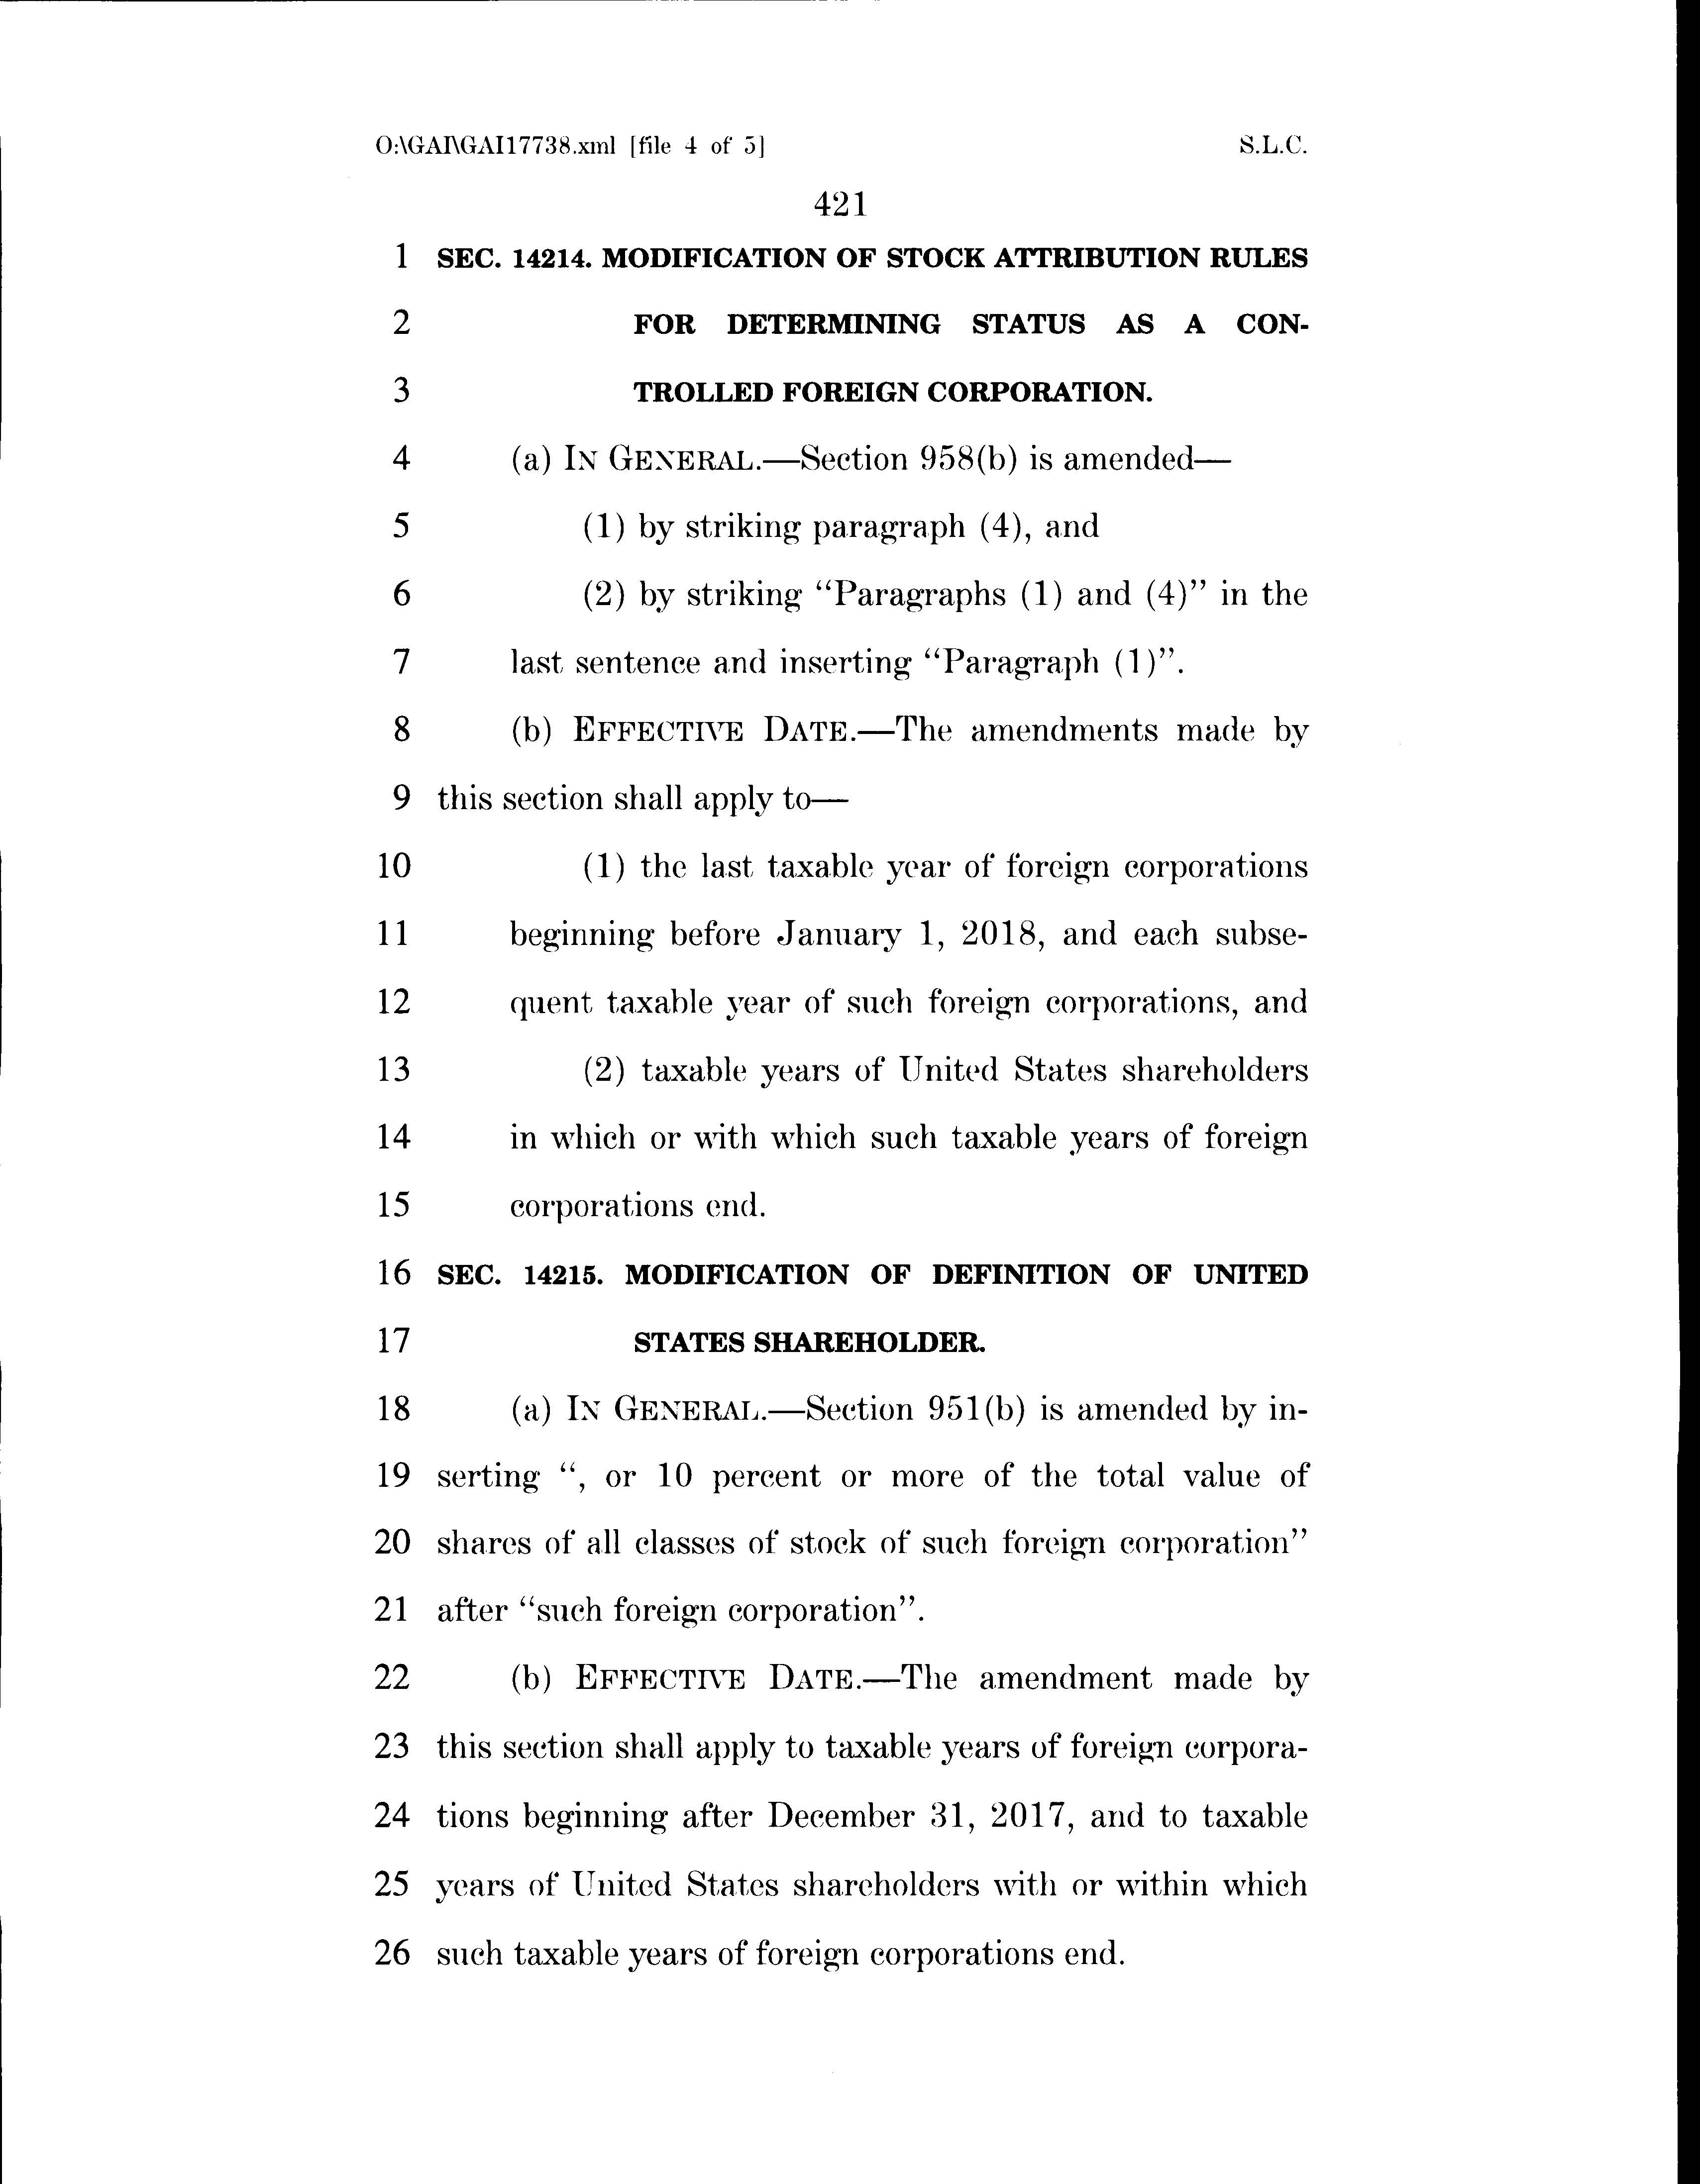 O:\GAI\GAI17738.xml [file 4 of 5] S.L.C.
421
1 SEC. 14214. MODIFICATION OF STOCK ATTRIBUTION RULES
2 FOR DETERMINING STATUS AS A CON-
3 TROLLED FOREIGN CORPORATION.
4 (a) IN GENERAL.—Section 958(b) is amended—
5 (1) by striking paragraph (4), and
6 (2) by striking “Paragraphs (1) and (4)” in the
7 last sentence and inserting “Paragraph (1)”.
8 (b) EFFECTIVE DATE.—The amendments made by
9 this section shall apply to—
10 (1) the last taxable year of foreign corporations
11 beginning before January 1, 2018, and each subse-
12 quent taxable year of such foreign corporations, and
13 (2) taxable years of United States shareholders
14 in which or with which such taxable years of foreign
15 corporations end.
16 SEC. 14215. MODIFICATION OF DEFINITION OF UNITED
17 STATES SHAREHOLDER.
18 (a) IN GENERAL.—Section 951(b) is amended by in-
19 serting “, or 10 percent or more of the total value of
20 shares of all classes of stock of such foreign corporation”
21 after “such foreign corporation”.
22 (b) EFFECTIVE DATE.—The amendment made by
23 this section shall apply to taxable years of foreign corpora-
24 tions beginning after December 31, 2017, and to taxable
25 years of United States shareholders with or within which
26 such taxable years of foreign corporations end.